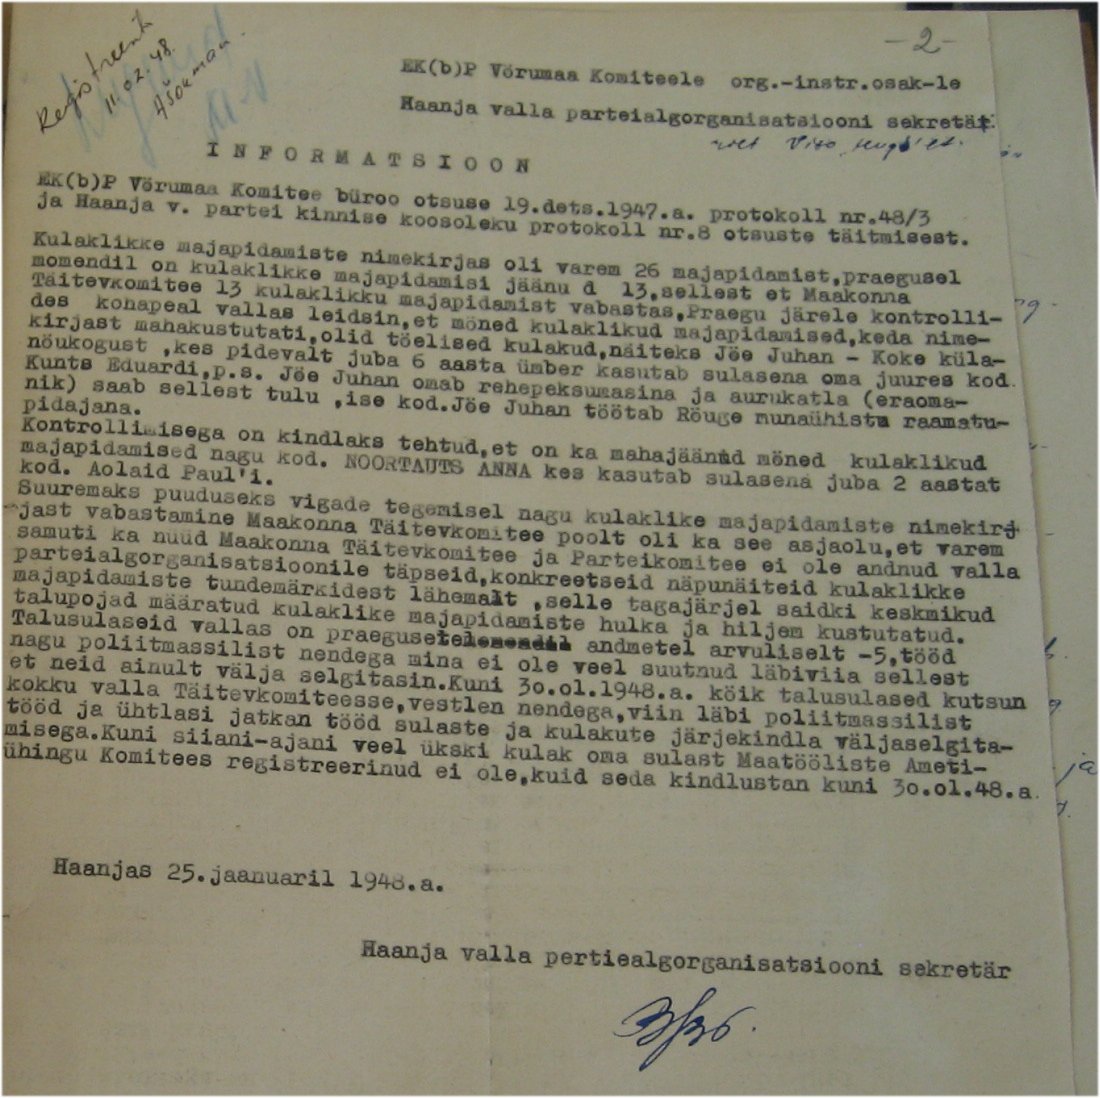 -2-
Registreerit
11.02.48.
EK(b)P Võrumaa Komiteele org.-instr.osak-le
Haanja valla parteialgorganisatsiooni sekretär.
INFORMATSIOON
EK(b)P Võrumaa Komitee büroo otsuse 19.dets.1947.a. protokoll nr.48/3
ja Haanja v. partei kinnise koosoleku protokoll nr.8 otsuste täitmisest.
Kulaklikke majapidamiste nimekirjas oli varem 26 majapidamist,praegusel
momendil on kulaklikke majapidamisi jäänu d 13,sellest et Maakonna
Täitevkomitee 13 kulaklikku majapidamist vabastas,Praegu järele kontrolli-
des kohapeal vallas leidsin,et mõned kulaklikud majapidamised,keda nime-
kirjast mahakustutati,olid tõelised kulakud,näiteks Jõe Juhan - Koke küla-
nõukogust ,kes pidevalt juba 6 aasta ümber kasutab sulasena oma juures kod.
Kunts Eduardi,p.s. Jõe Juhan omab rehepeksumasina ja aurukatla (eraoma-
nik) saab sellest tulu ,ise kod.Jõe Juhan töötab Rõuge munaühistu raamatu-
pidajana.
Kontrollimisega on kindlaks tehtud,et on ka mahajäänud mõned kulaklikud
majapidamised nagu kod. NOORTAUTS ANNA kes kasutab sulasena juba 2 aastat
kod. Aolaid Paul'i.
Suuremaks puuduseks vigade tegemisel nagu kulaklike majapidamiste nimekirj
jast vabastamine Maakonna Täitevkomitee poolt oli ka see asjaolu,et varem
samuti ka nüüd Maakonna Täitevkomitee ja Parteikomitee ei ole andnud valla
parteialgorganisatsioonile täpseid,konkreetseid näpunäiteid kulaklikke
majapidamiste tundemärkidest lähemalt ,selle tagajärjel saidki keskmikud
talupojad määratud kulaklike majapidamiste hulka ja hiljem kustutatud.
Talusulaseid vallas on praegusetel andmetel arvuliselt -5,tööd
nagu poliitmassilist nendega mina ei ole veel suutnud läbiviia sellest
et neid ainult välja selgitasin.Kuni 30.01.1948.a. kõik talusulased kutsun
kokku valla Täitevkomiteesse,vestlen nendega,viin läbi poliitmassilist
tööd ja ühtlasi jatkan tööd sulaste ja kulakute järjekindla väljaselgita-
misega.Kuni siiani-ajani veel ükski kulak oma sulast Maatööliste Ameti-
ühingu Komitees registreerinud ei ole,kuid seda kindlustan kuni 30.01.48.a.
Haanjas 25.jaanuaril 1948.a.
Haanja valla pertiealgorganisatsiooni sekretär